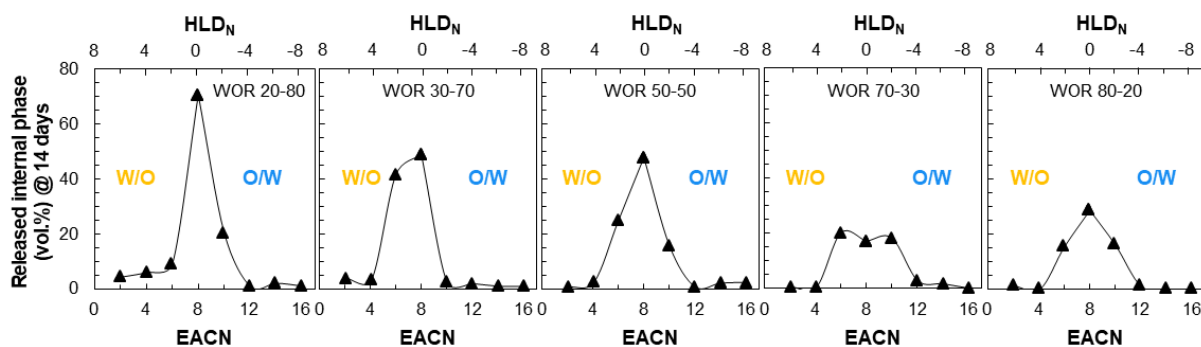 HLDN HLDN HLDN HLDN HLDN
8 4 0 -4 -8 8 4 0 -4 -8 8 4 0 -4 -8 8 4 0 -4 -8 8 4 0 -4 -8
80
60
40
20
0
Released internal phase
(vol.%) @ 14 days
WOR 20-80 WOR 30-70 WOR 50-50 WOR 70-30 WOR 80-20
W/O O/W W/O O/W W/O O/W W/O O/W W/O O/W
0 4 8 12 16 0 4 8 12 16 0 4 8 12 16 0 4 8 12 16 0 4 8 12 16
EACN EACN EACN EACN EACN